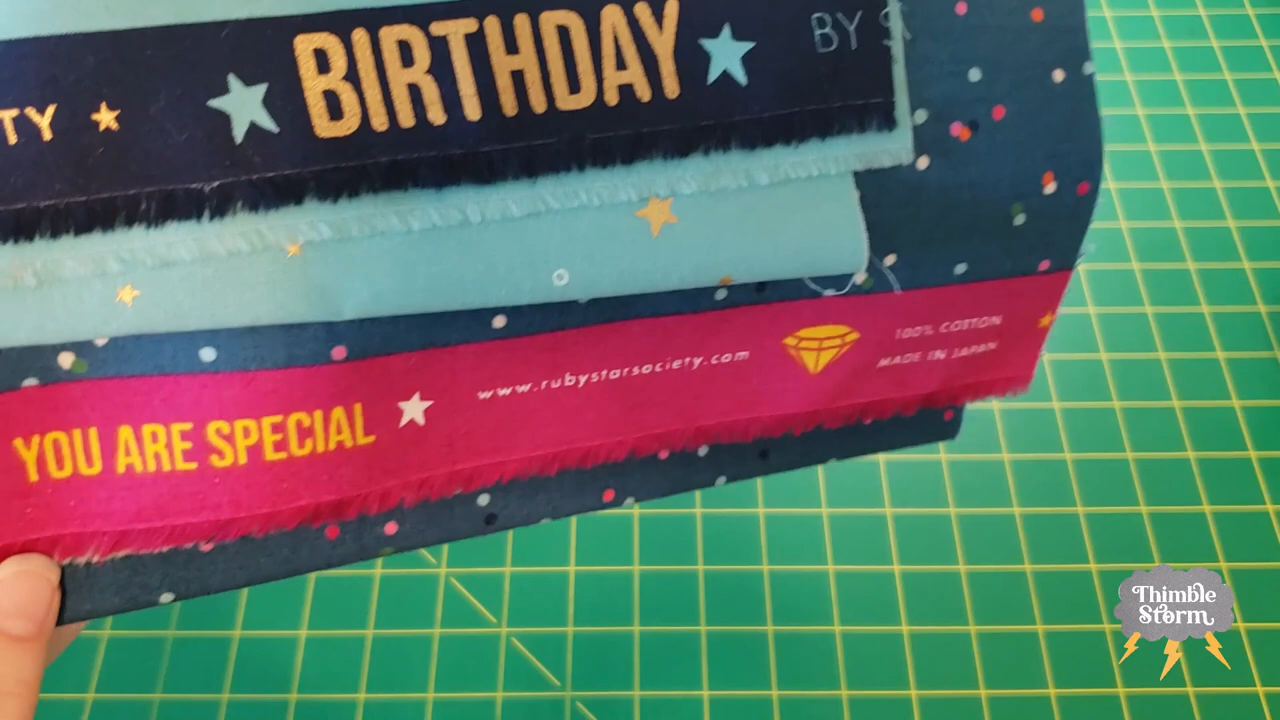 TY
BIRTHDAY
BY
YOU ARE SPECIAL
www.rubystarsociety.com
100% COTTON
MADE IN JAPAN
Thimble
Storm